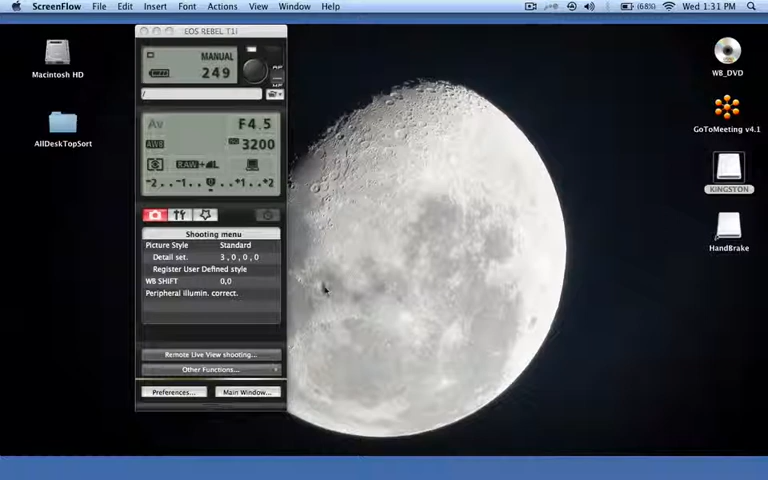 ScreenFlow File Edit Insert Font Actions View Window Help (68%) Wed 1:31 PM
EOS REBEL T1i
MANUAL
249
/
Av F4.5
AWB ISO 3200
RAW+L
-2..-1..0..+1..+2
Shooting menu
Picture Style Standard
Detail set. 3,0,0,0
Register User Defined style
WB SHIFT 0,0
Peripheral illumin. correct.
Remote Live View shooting...
Other Functions...
Preferences... Main Window...
Macintosh HD
AllDeskTopSort
WB_DVD
GoToMeeting v4.1
KINGSTON
HandBrake